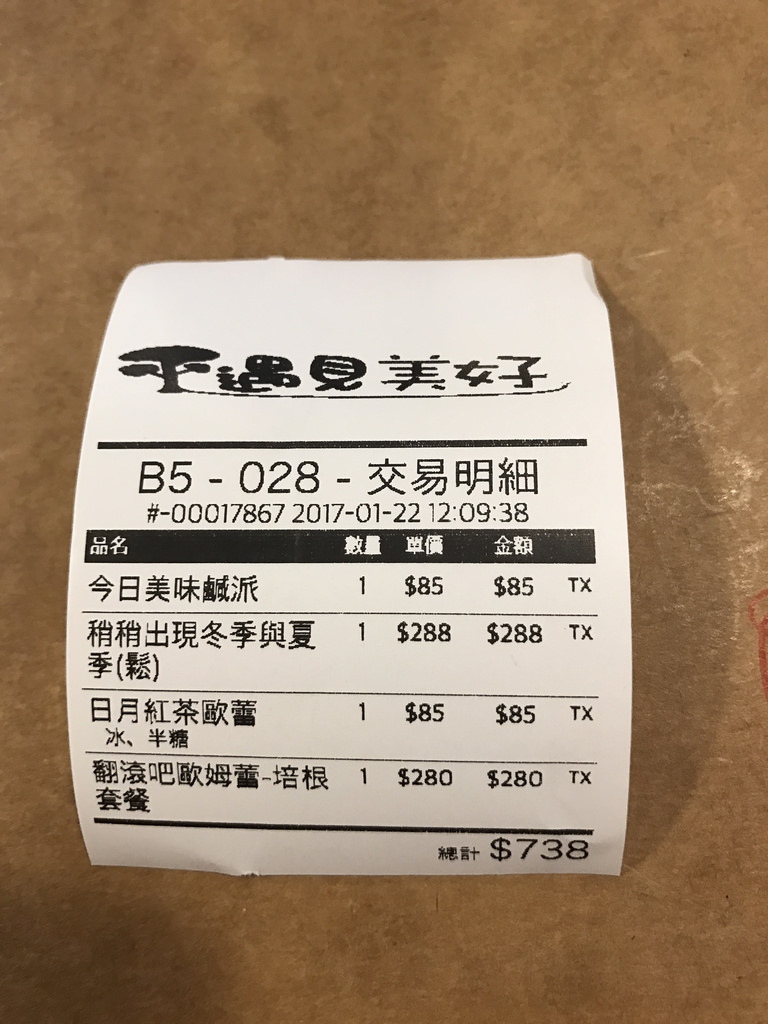 遇見美好
B5 - 028 - 交易明細
#-00017867 2017-01-22 12:09:38
品名 數量 單價 金額
今日美味鹹派 1 $85 $85 TX
稍稍出現冬季與夏 1 $288 $288 TX
季(鬆)
日月紅茶歐蕾 1 $85 $85 TX
冰、半糖
翻滾吧歐姆蕾-培根 1 $280 $280 TX
套餐
總計 $738